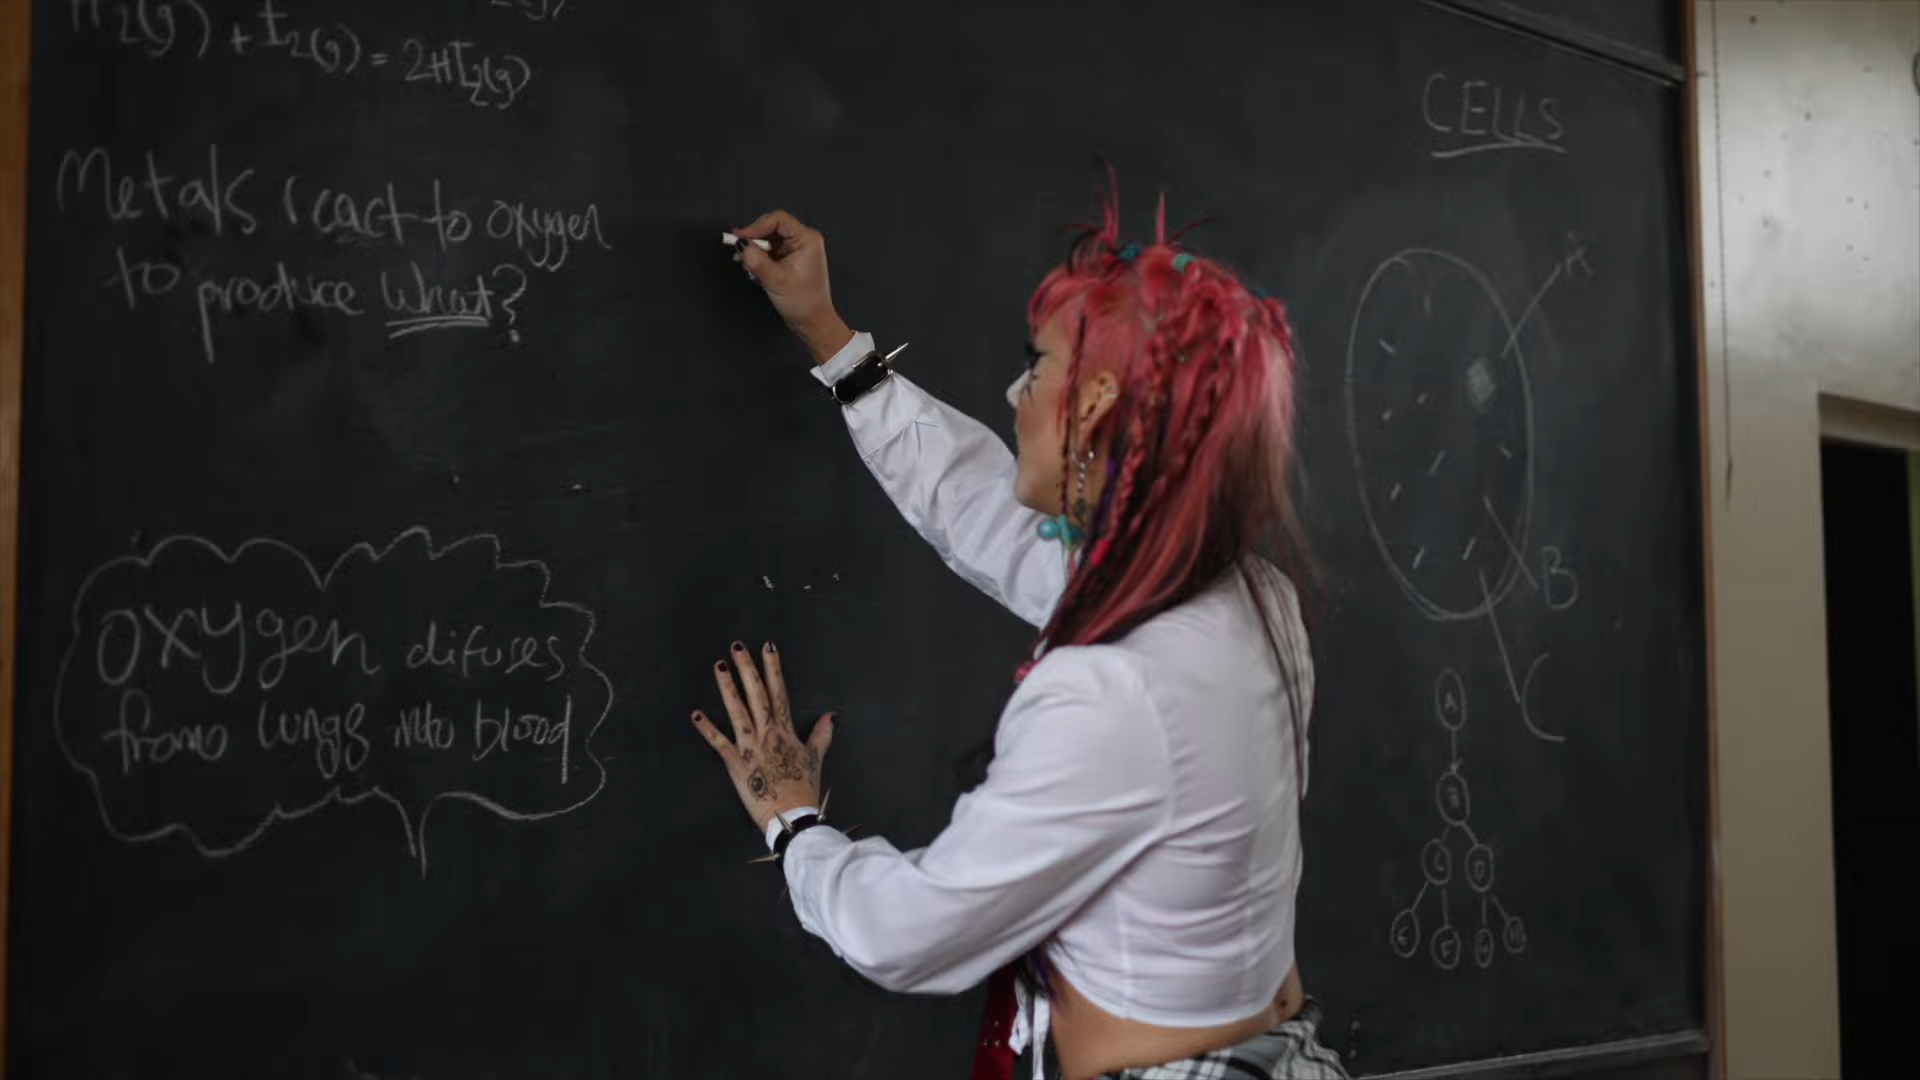 H₂(g) + I₂(g) = 2HI₂(g)
Metals react to oxygen
to produce what?
oxygen difuses
from lungs into blood
CELLS
A
B
C
A
B
C D
E F G H